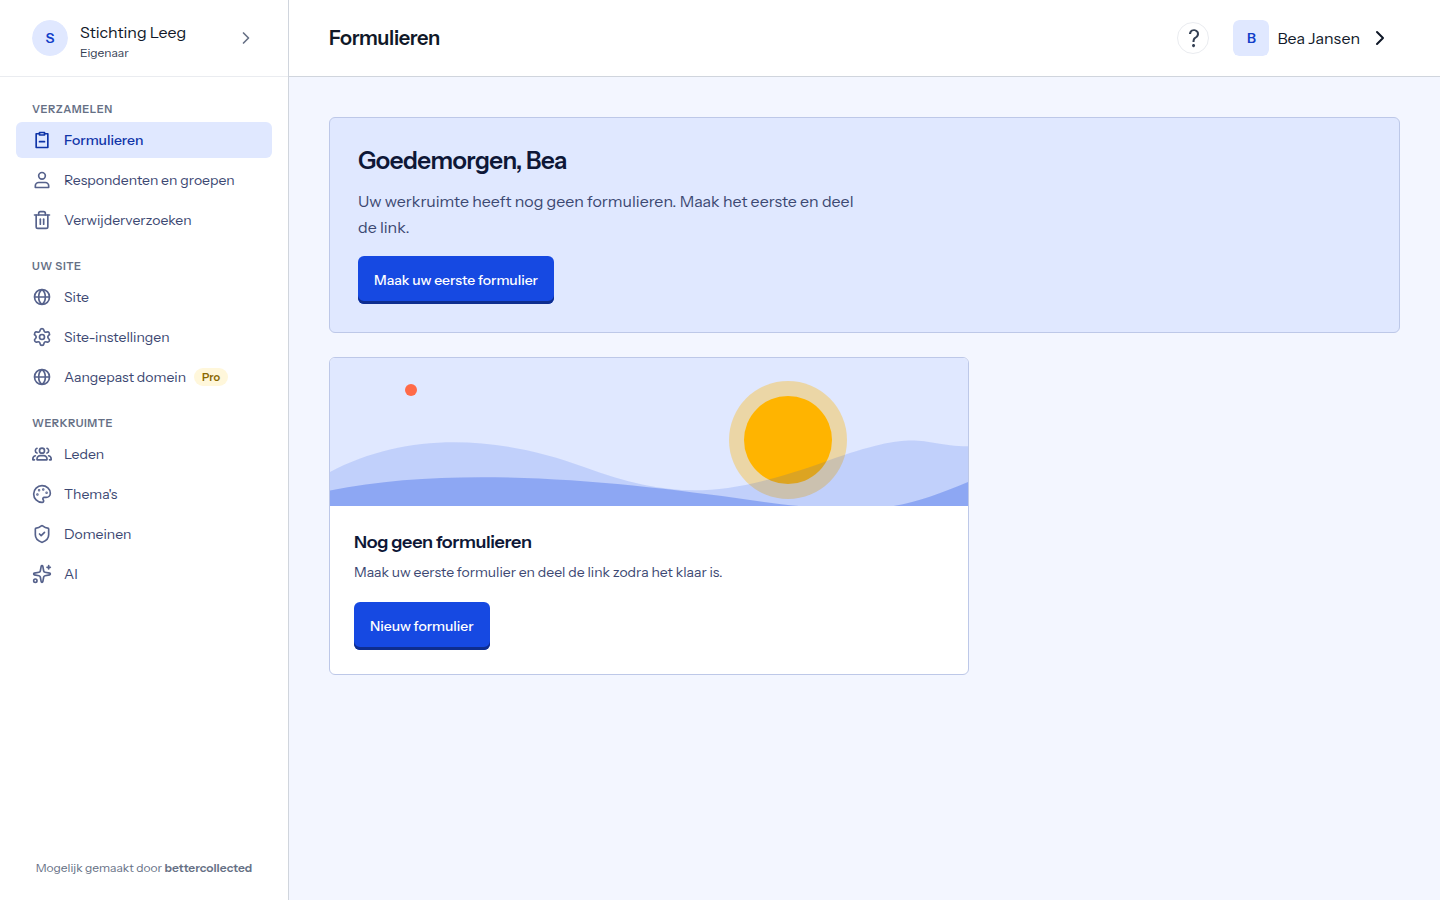 S
Stichting Leeg
Eigenaar
VERZAMELEN
Formulieren
Respondenten en groepen
Verwijderverzoeken
UW SITE
Site
Site-instellingen
Aangepast domein Pro
WERKRUIMTE
Leden
Thema's
Domeinen
AI
Mogelijk gemaakt door bettercollected
Formulieren
?
B
Bea Jansen
Goedemorgen, Bea
Uw werkruimte heeft nog geen formulieren. Maak het eerste en deel
de link.
Maak uw eerste formulier
Nog geen formulieren
Maak uw eerste formulier en deel de link zodra het klaar is.
Nieuw formulier